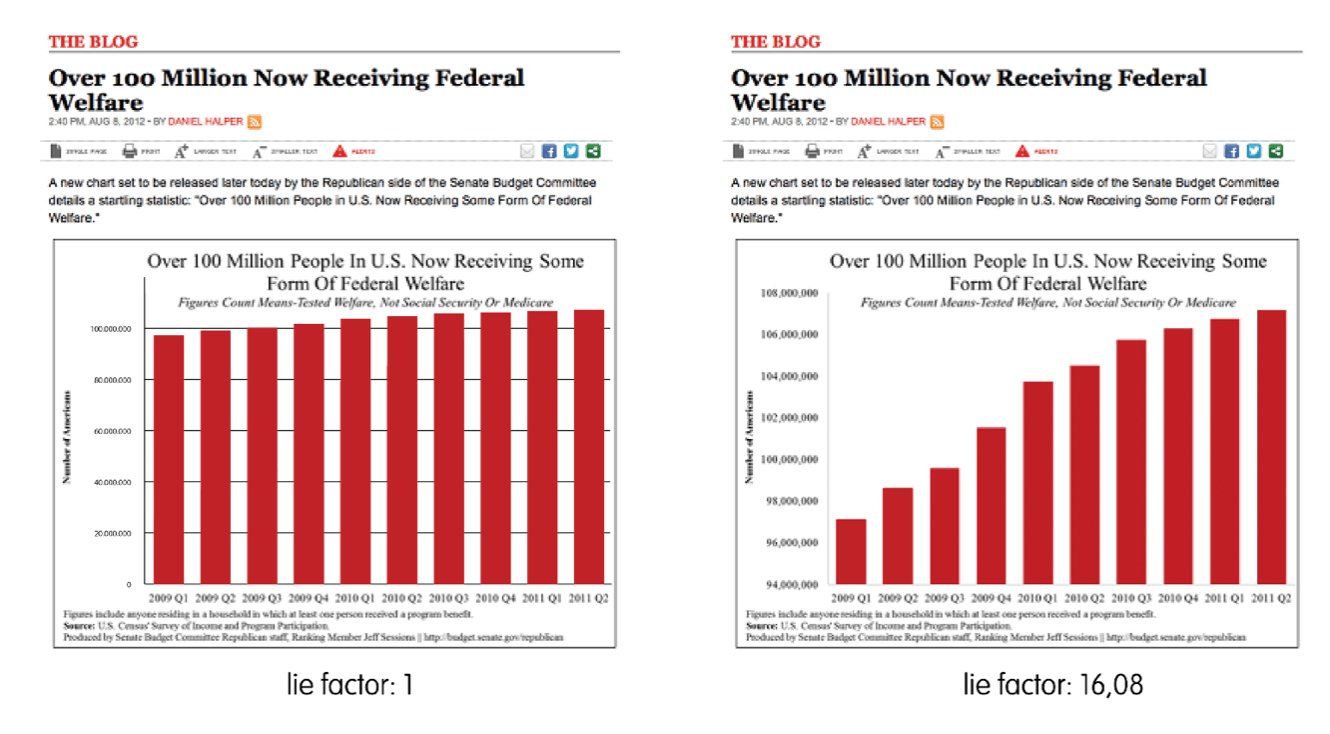 THE BLOG
Over 100 Million Now Receiving Federal
Welfare
2:40 PM, AUG 8, 2012 • BY DANIEL HALPER
SINGLE PAGE PRINT LARGER TEXT SMALLER TEXT ALERTS
A new chart set to be released later today by the Republican side of the Senate Budget Committee
details a startling statistic: "Over 100 Million People in U.S. Now Receiving Some Form Of Federal
Welfare."
Over 100 Million People In U.S. Now Receiving Some
Form Of Federal Welfare
Figures Count Means-Tested Welfare, Not Social Security Or Medicare
Number of Americans
100.000.000
80.000.000
60.000.000
40.000.000
20.000.000
0
2009 Q1 2009 Q2 2009 Q3 2009 Q4 2010 Q1 2010 Q2 2010 Q3 2010 Q4 2011 Q1 2011 Q2
Figures include anyone residing in a household in which at least one person received a program benefit.
Source: U.S. Census' Survey of Income and Program Participation.
Produced by Senate Budget Committee Republican staff, Ranking Member Jeff Sessions || http://budget.senate.gov/republican
lie factor: 1
THE BLOG
Over 100 Million Now Receiving Federal
Welfare
2:40 PM, AUG 8, 2012 • BY DANIEL HALPER
SINGLE PAGE PRINT LARGER TEXT SMALLER TEXT ALERTS
A new chart set to be released later today by the Republican side of the Senate Budget Committee
details a startling statistic: "Over 100 Million People in U.S. Now Receiving Some Form Of Federal
Welfare."
Over 100 Million People In U.S. Now Receiving Some
Form Of Federal Welfare
Figures Count Means-Tested Welfare, Not Social Security Or Medicare
Number of Americans
108,000,000
106,000,000
104,000,000
102,000,000
100,000,000
98,000,000
96,000,000
94,000,000
2009 Q1 2009 Q2 2009 Q3 2009 Q4 2010 Q1 2010 Q2 2010 Q3 2010 Q4 2011 Q1 2011 Q2
Figures include anyone residing in a household in which at least one person received a program benefit.
Source: U.S. Census' Survey of Income and Program Participation.
Produced by Senate Budget Committee Republican staff, Ranking Member Jeff Sessions || http://budget.senate.gov/republican
lie factor: 16,08